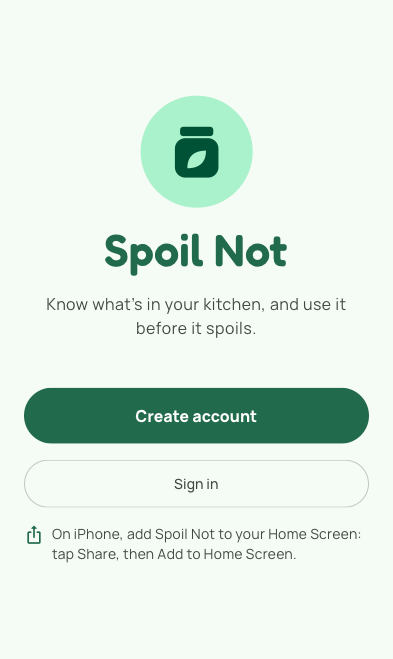 Spoil Not
Know what's in your kitchen, and use it
before it spoils.
Create account
Sign in
On iPhone, add Spoil Not to your Home Screen:
tap Share, then Add to Home Screen.